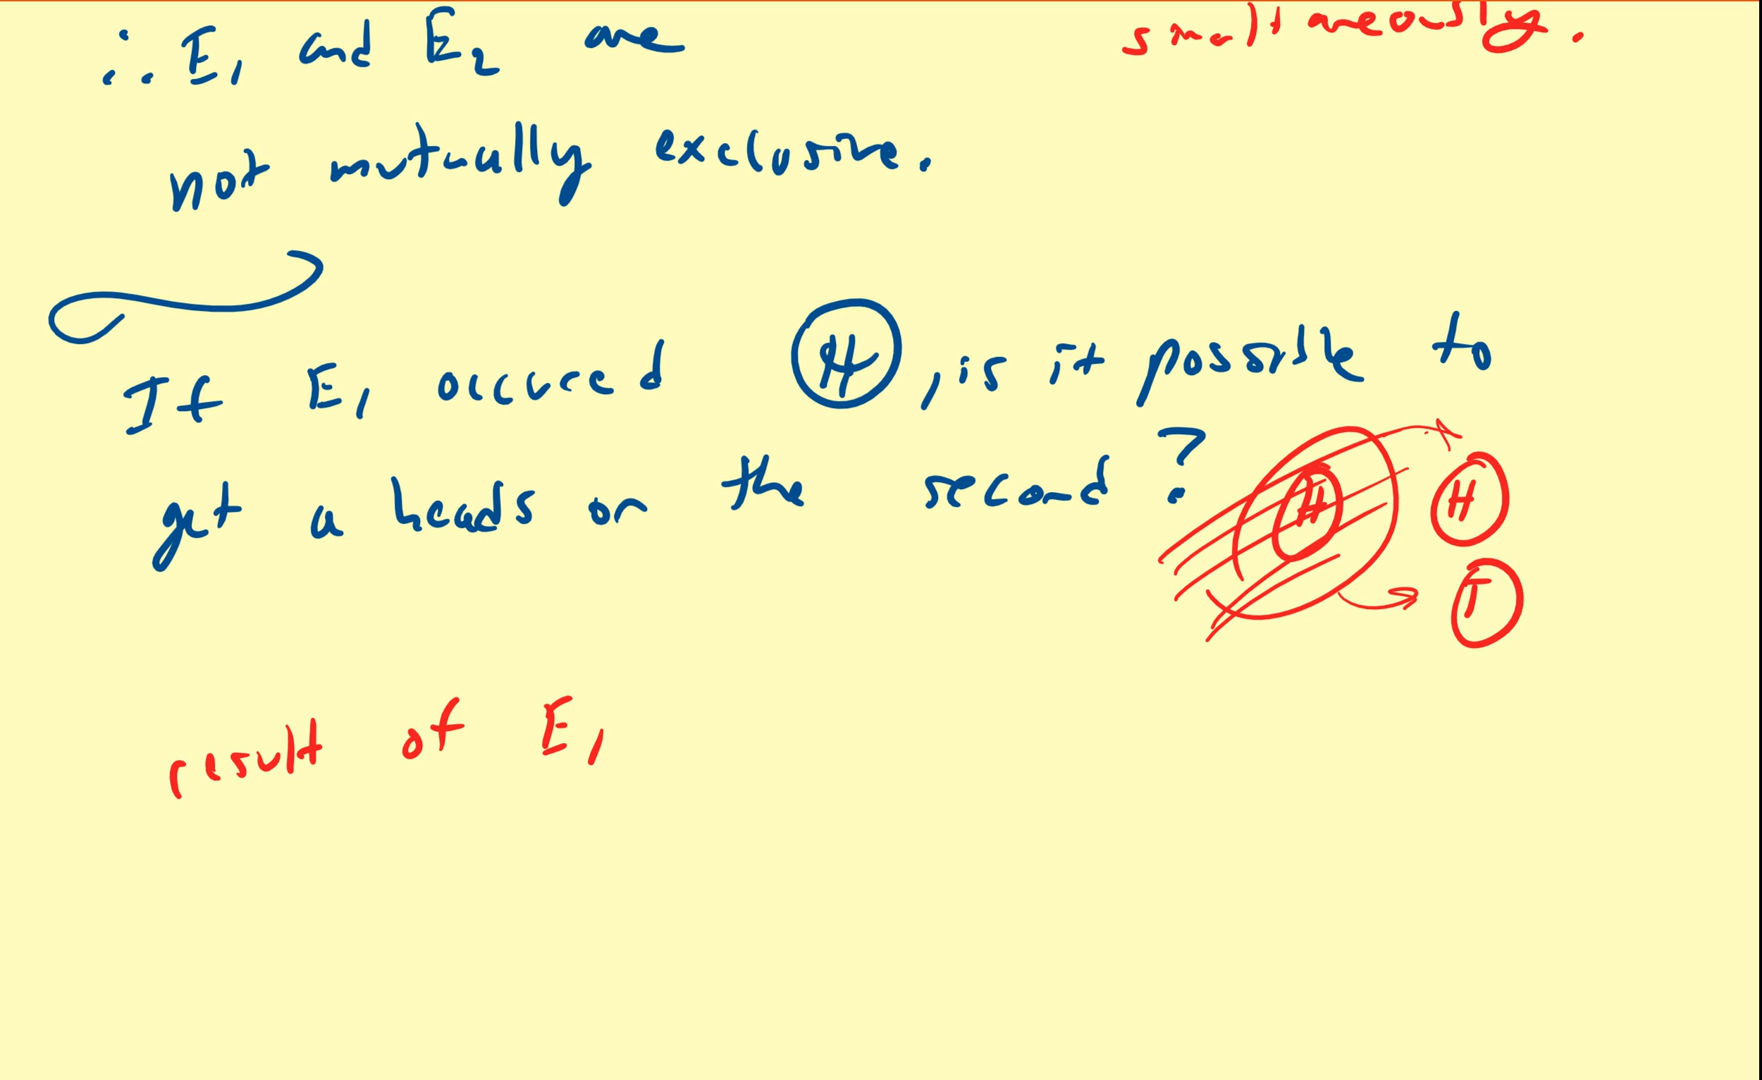 smaltaneously.
∴ E₁ and E₂ are
not mutually exclusive.
If E₁ occured H, is it possible to
get a heads on the second?
H H
T
result of E₁